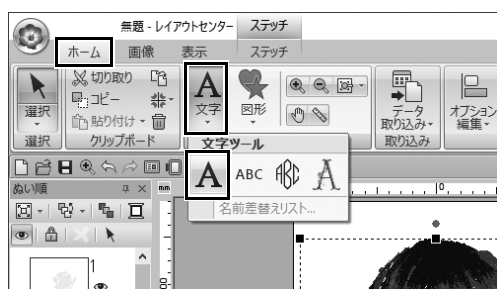 無題 - レイアウトセンター ステッチ
ホーム 画像 表示 ステッチ
選択
選択
切り取り
コピー
貼り付け
クリップボード
A
文字
図形
データ
取り込み
取り込み
オプション
編集
文字ツール
A ABC ABC A
名前差替えリスト...
ぬい順
mm
0
1